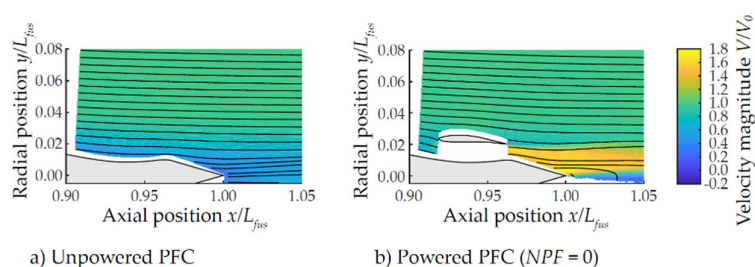 0.08
0.06
0.04
0.02
0.00
Radial position y/L_fus
0.90 0.95 1.00 1.05
Axial position x/L_fus
a) Unpowered PFC
0.08
0.06
0.04
0.02
0.00
Radial position y/L_fus
0.90 0.95 1.00 1.05
Axial position x/L_fus
b) Powered PFC (NPF = 0)
1.8
1.6
1.4
1.2
1.0
0.8
0.6
0.4
0.2
-0.0
-0.2
Velocity magnitude V/V_0